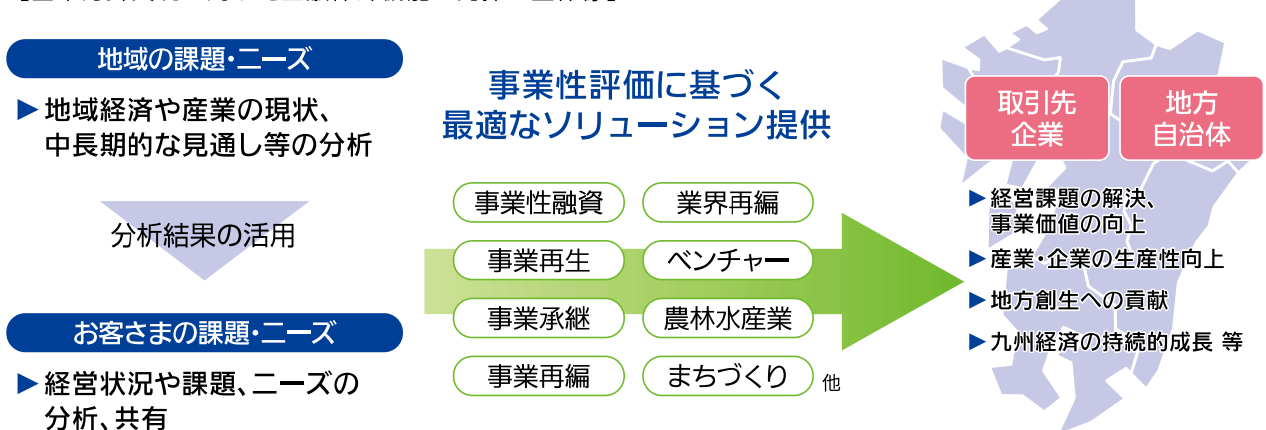 地域の課題・ニーズ
▶地域経済や産業の現状、
中長期的な見通し等の分析
分析結果の活用
お客さまの課題・ニーズ
▶経営状況や課題、ニーズの
分析、共有
事業性評価に基づく
最適なソリューション提供
事業性融資
業界再編
事業再生
ベンチャー
事業承継
農林水産業
事業再編
まちづくり
他
取引先
企業
地方
自治体
▶経営課題の解決、
事業価値の向上
▶産業・企業の生産性向上
▶地方創生への貢献
▶九州経済の持続的成長 等